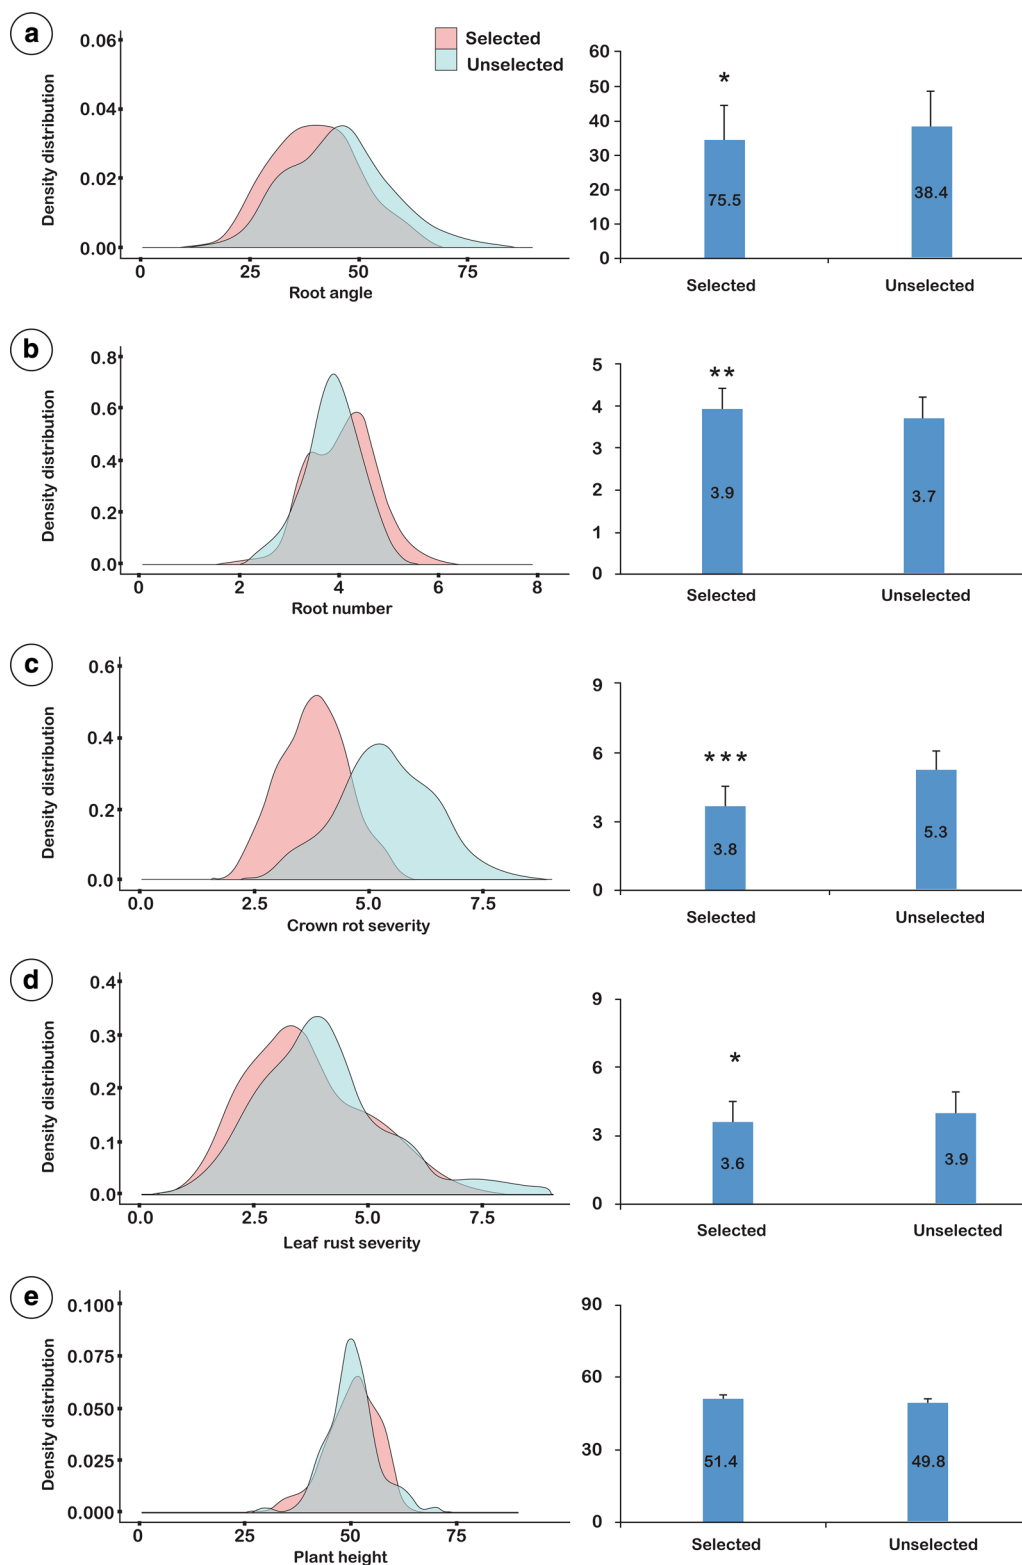 a
Density distribution
0.06
0.04
0.02
0.00
0 25 50 75
Root angle
Selected
Unselected
60
50
40
30
20
10
0
*
75.5
38.4
Selected Unselected
b
Density distribution
0.8
0.6
0.4
0.2
0.0
0 2 4 6 8
Root number
5
4
3
2
1
0
**
3.9
3.7
Selected Unselected
c
Density distribution
0.6
0.4
0.2
0.0
0.0 2.5 5.0 7.5
Crown rot severity
9
6
3
0
***
3.8
5.3
Selected Unselected
d
Density distribution
0.4
0.3
0.2
0.1
0.0
0.0 2.5 5.0 7.5
Leaf rust severity
9
6
3
0
*
3.6
3.9
Selected Unselected
e
Density distribution
0.100
0.075
0.050
0.025
0.000
0 25 50 75
Plant height
90
60
30
0
51.4
49.8
Selected Unselected